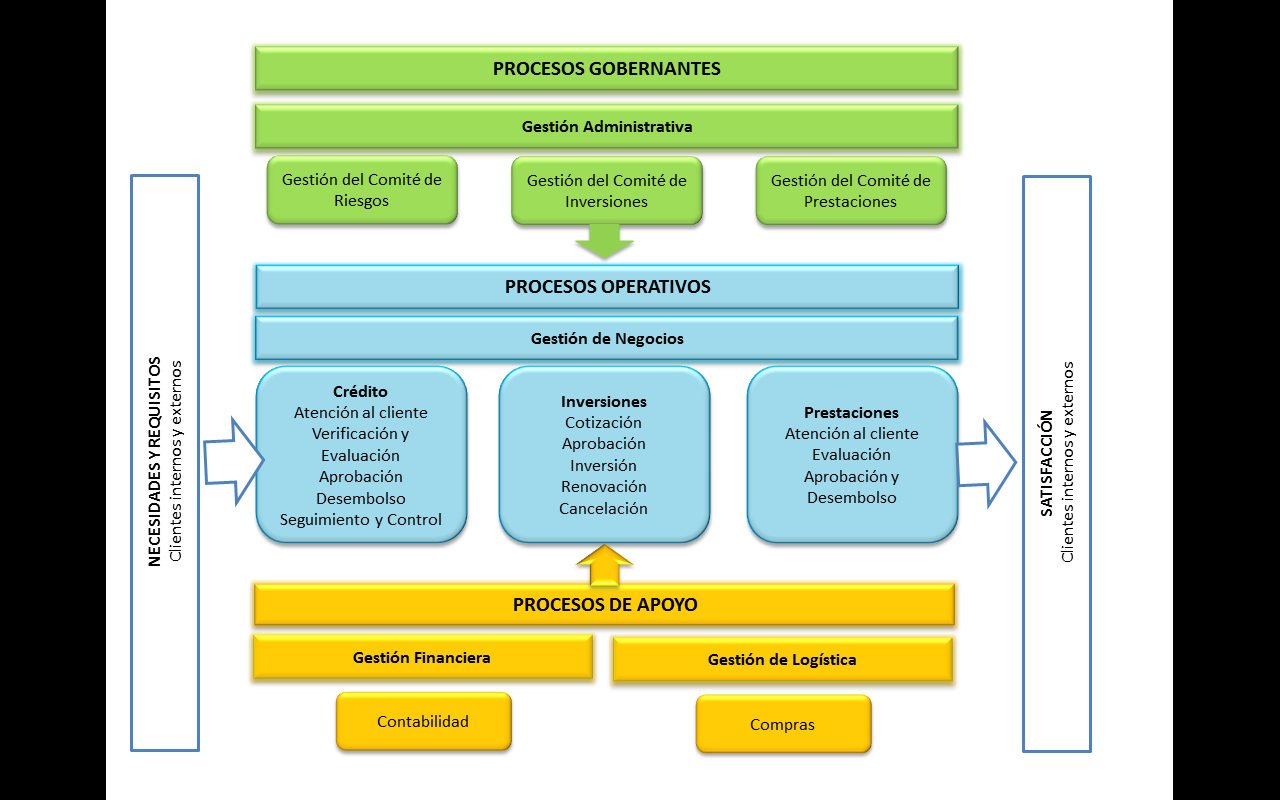 PROCESOS GOBERNANTES
Gestión Administrativa
Gestión del Comité de
Riesgos
Gestión del Comité de
Inversiones
Gestión del Comité de
Prestaciones
NECESIDADES Y REQUISITOS
Clientes internos y externos
PROCESOS OPERATIVOS
Gestión de Negocios
Crédito
Atención al cliente
Verificación y
Evaluación
Aprobación
Desembolso
Seguimiento y Control
Inversiones
Cotización
Aprobación
Inversión
Renovación
Cancelación
Prestaciones
Atención al cliente
Evaluación
Aprobación y
Desembolso
SATISFACCIÓN
Clientes internos y externos
PROCESOS DE APOYO
Gestión Financiera
Gestión de Logística
Contabilidad
Compras